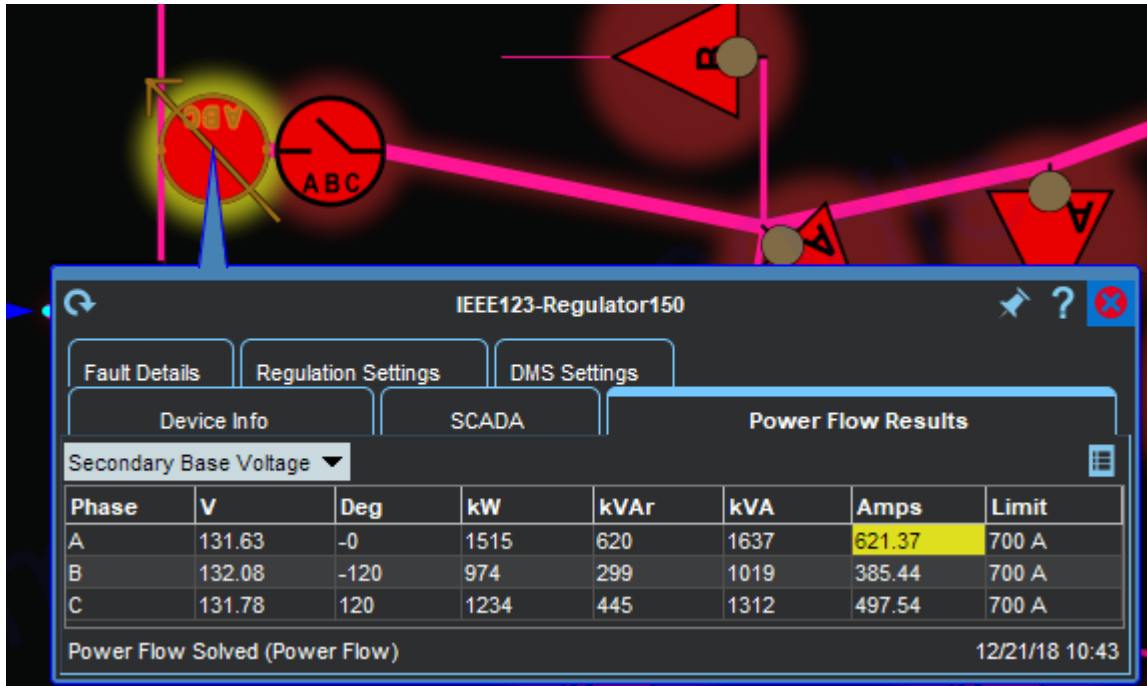 B
ABC
ABC
A
A
IEEE123-Regulator150
?
Fault Details Regulation Settings DMS Settings
Device Info SCADA Power Flow Results
Secondary Base Voltage
Phase V Deg kW kVAr kVA Amps Limit
A 131.63 -0 1515 620 1637 621.37 700 A
B 132.08 -120 974 299 1019 385.44 700 A
C 131.78 120 1234 445 1312 497.54 700 A
Power Flow Solved (Power Flow) 12/21/18 10:43